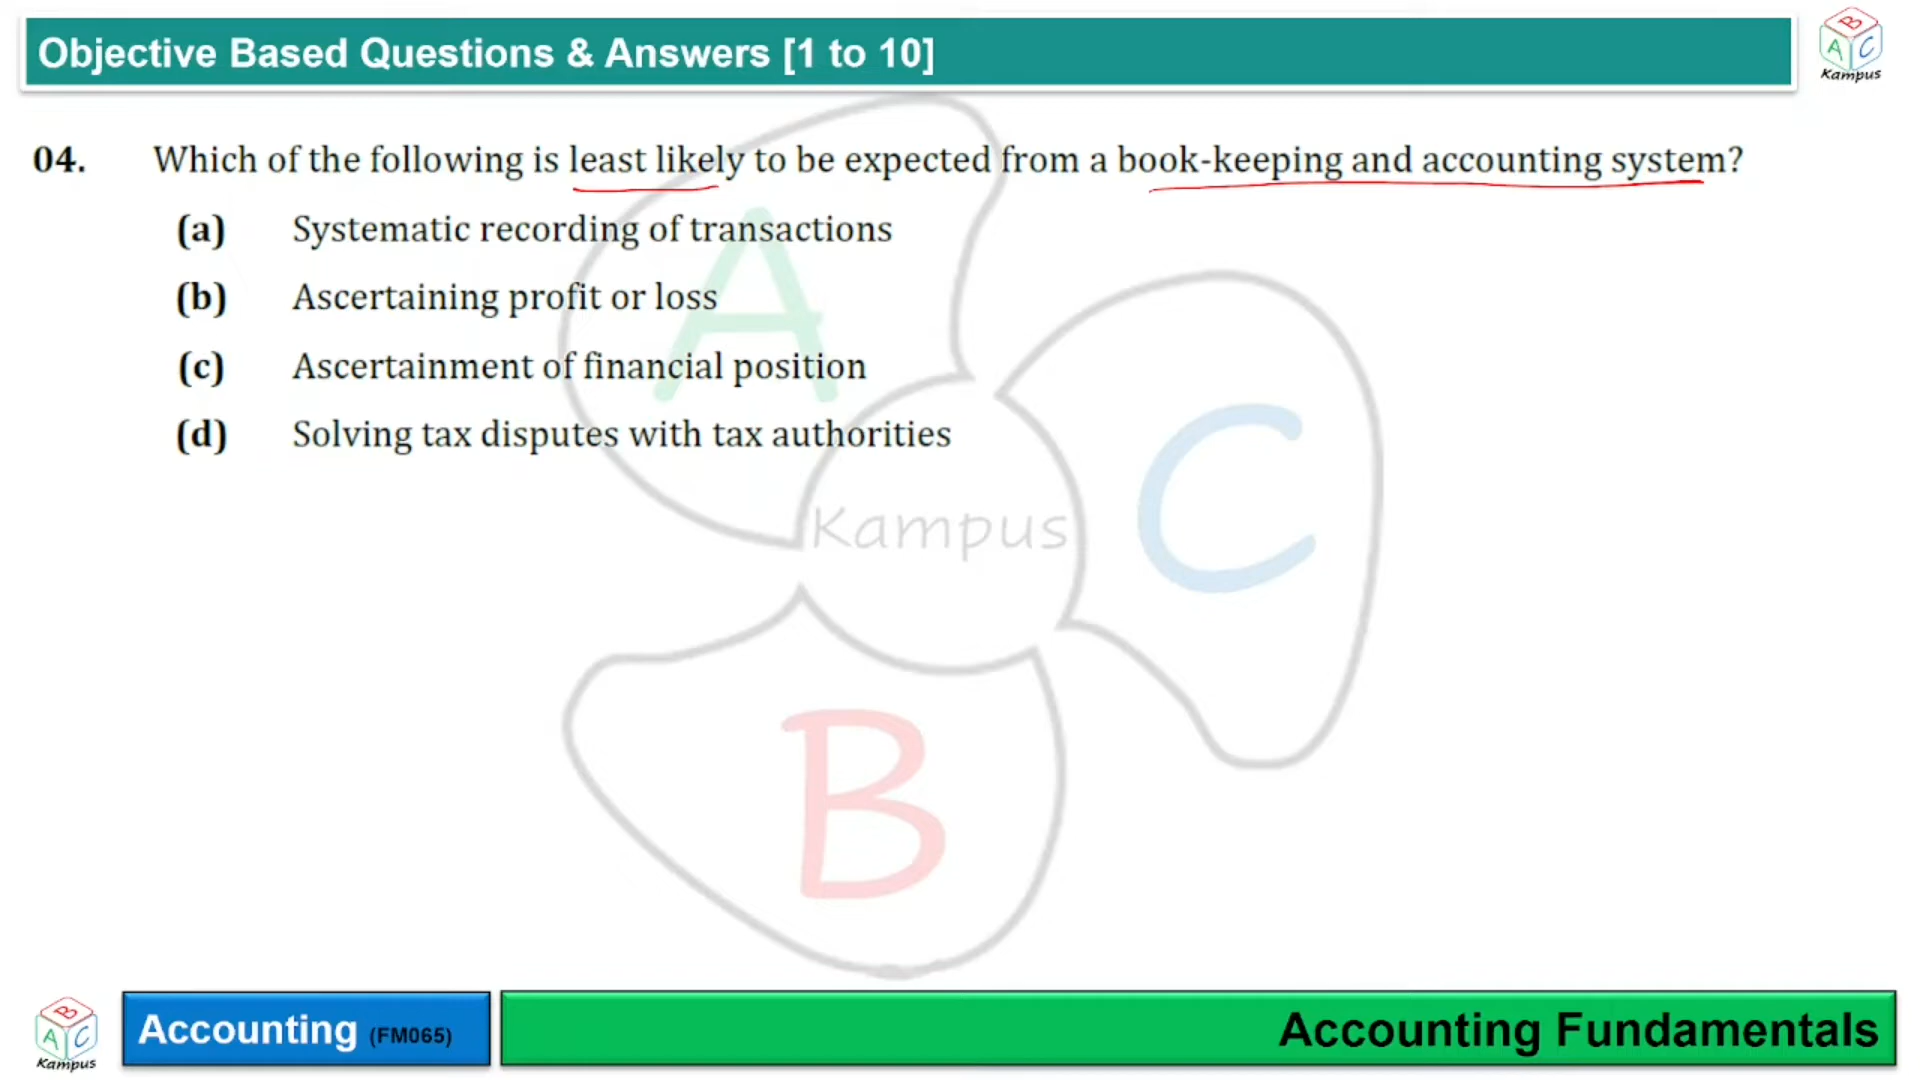 Objective Based Questions & Answers [1 to 10]
B
A C
Kampus
04. Which of the following is least likely to be expected from a book-keeping and accounting system?
(a) Systematic recording of transactions
(b) Ascertaining profit or loss
(c) Ascertainment of financial position
(d) Solving tax disputes with tax authorities
A
C
Kampus
B
B
A C
Kampus
Accounting (FM065)
Accounting Fundamentals